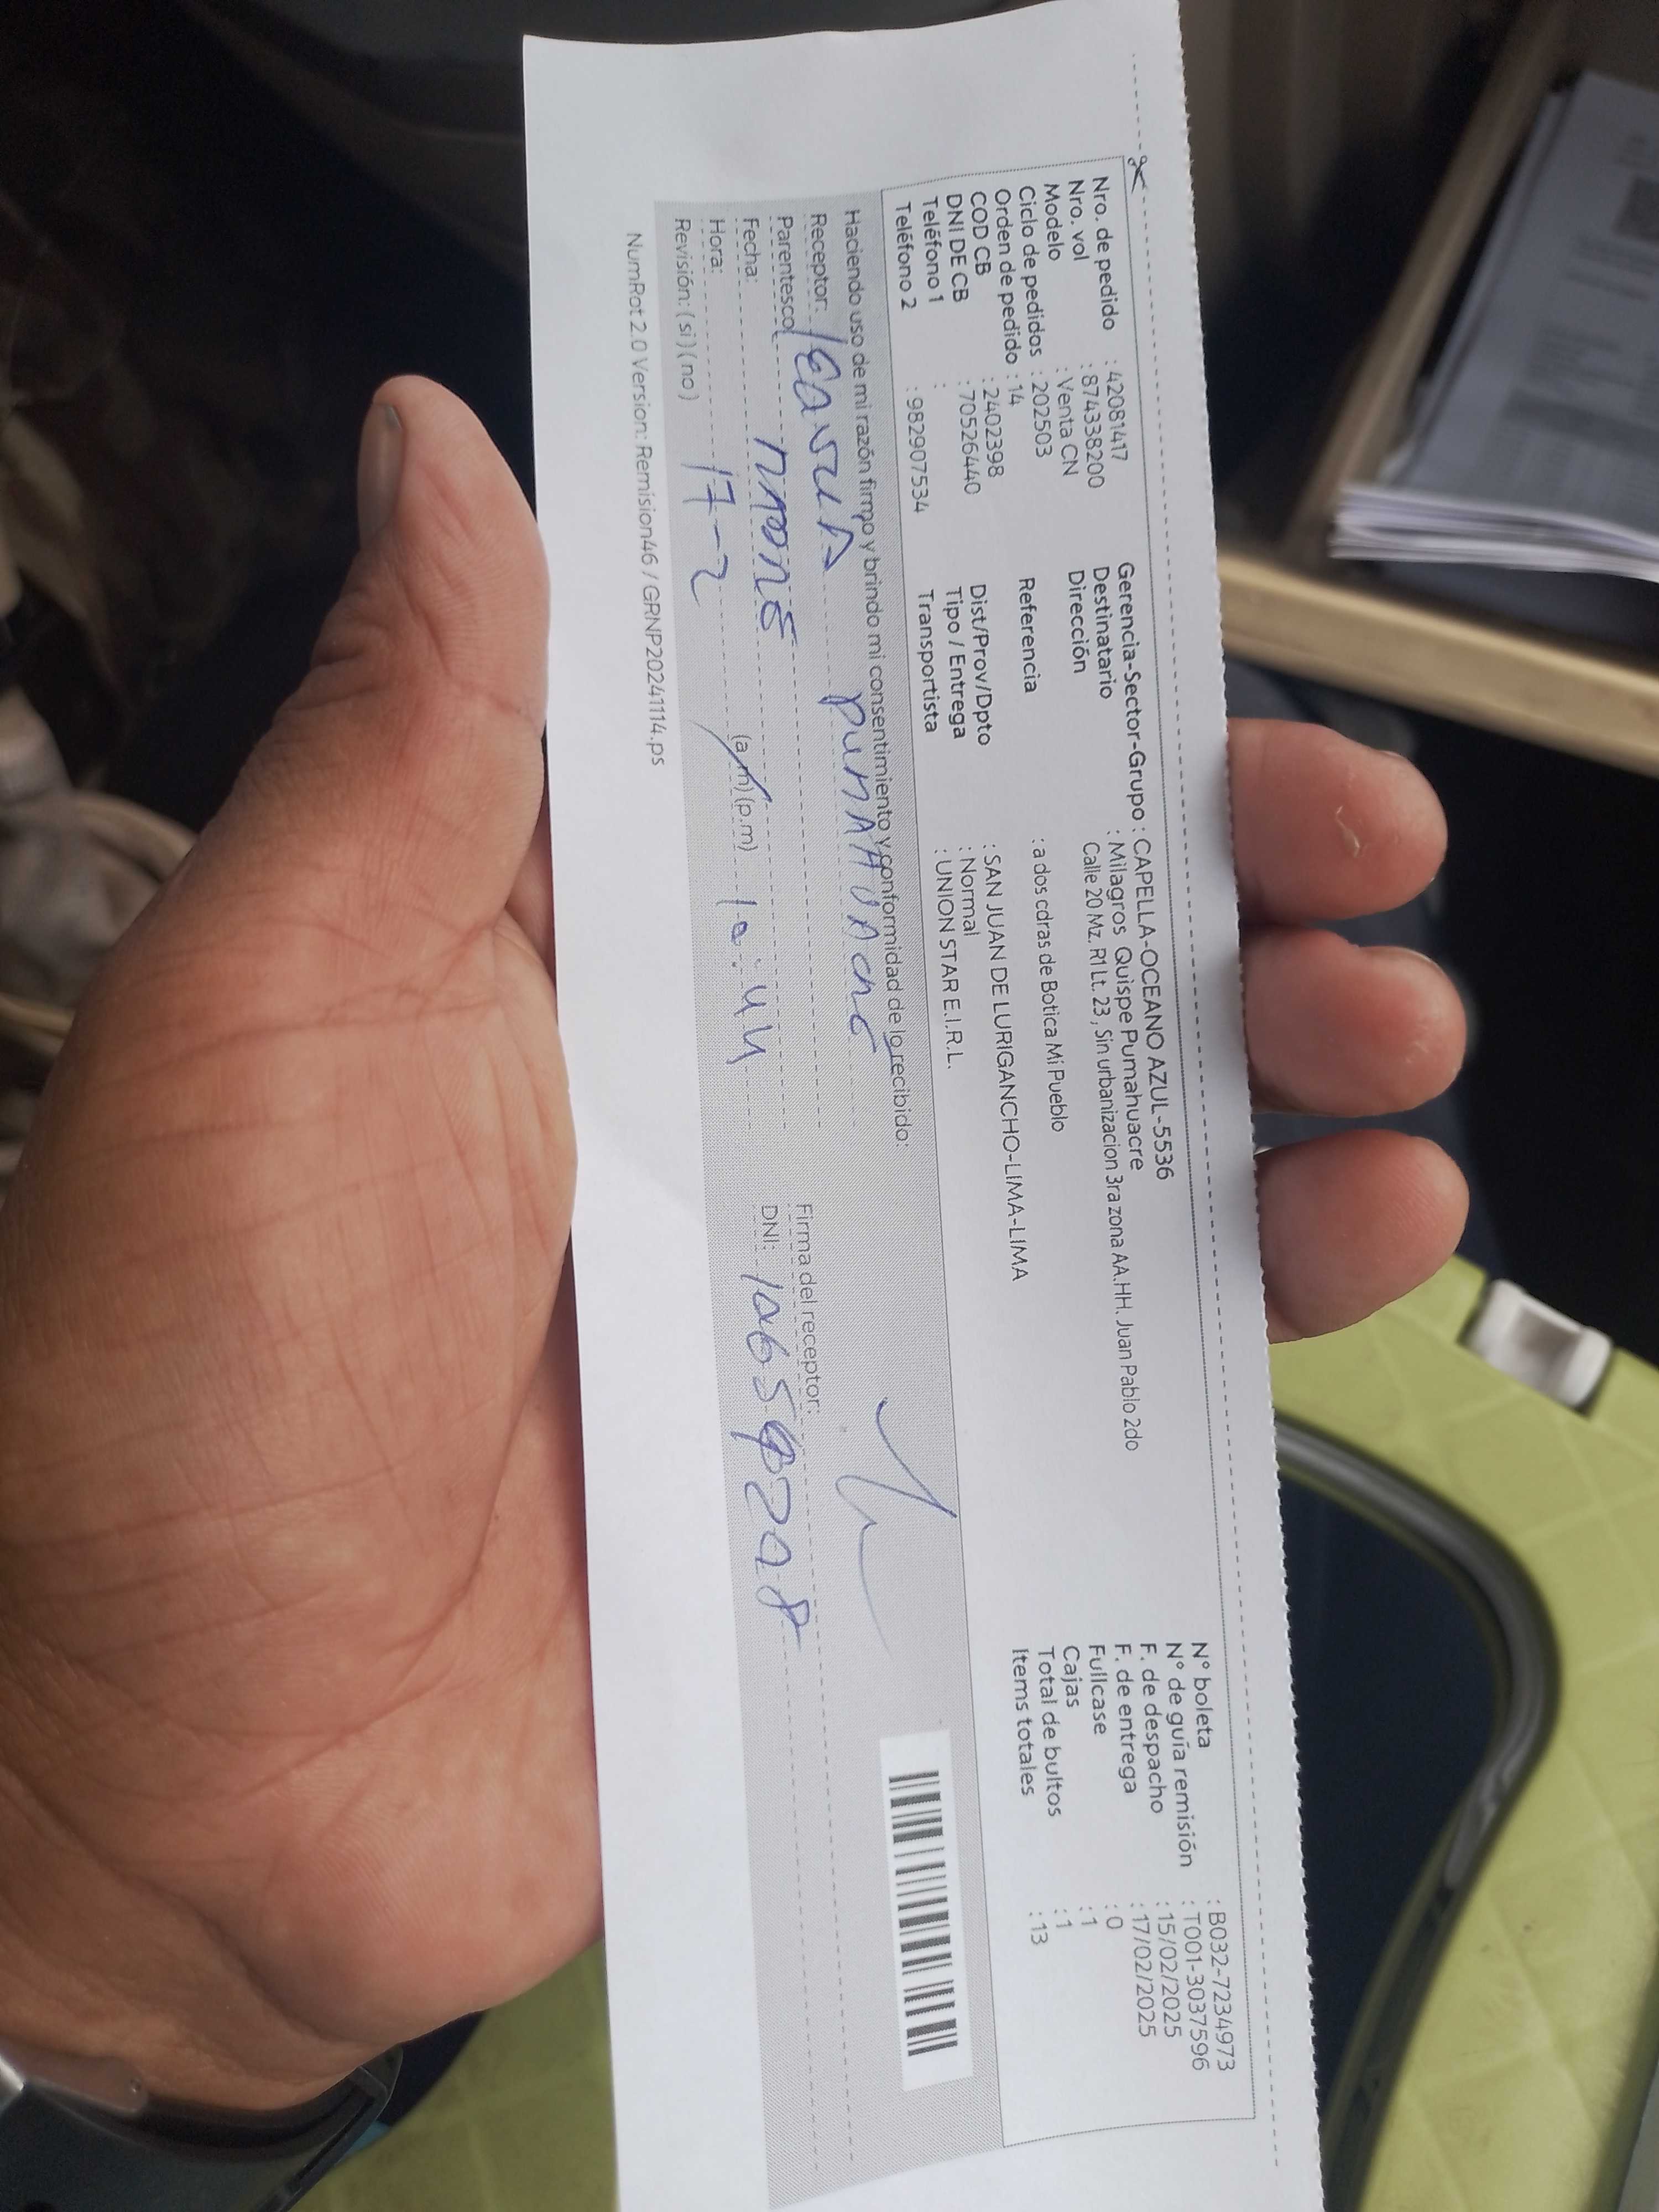 Nro. de pedido : 42081417
Nro. vol : 874338200
Modelo : Venta CN
Ciclo de pedidos : 202503
Orden de pedido : 14
COD CB : 2402398
DNI DE CB : 70526440
Teléfono 1 :
Teléfono 2 : 982907534
Gerencia-Sector-Grupo : CAPELLA-OCEANO AZUL-5536
Destinatario : Milagros Quispe Pumahuacre
Dirección Calle 20 Mz. R1 Lt. 23 , Sin urbanizacion 3ra zona AA.HH. Juan Pablo 2do
Referencia : a dos cdras de Botica Mi Pueblo
Dist/Prov/Dpto : SAN JUAN DE LURIGANCHO-LIMA-LIMA
Tipo / Entrega : Normal
Transportista : UNION STAR E.I.R.L.
N° boleta : B032-7234973
N° de guía remisión : T001-3037596
F. de despacho : 15/02/2025
F. de entrega : 17/02/2025
Fullcase : 0
Cajas : 1
Total de bultos : 1
Items totales : 13
Haciendo uso de mi razón firmo y brindo mi consentimiento y conformidad de lo recibido:
Receptor:
Parentesco
Fecha: 17-2
Hora: (a.m) (p.m) 10:44
Revisión: ( si ) ( no )
Firma del receptor:
DNI:
NumRot 2.0 Version: Remision46 / GRNP20241114.ps